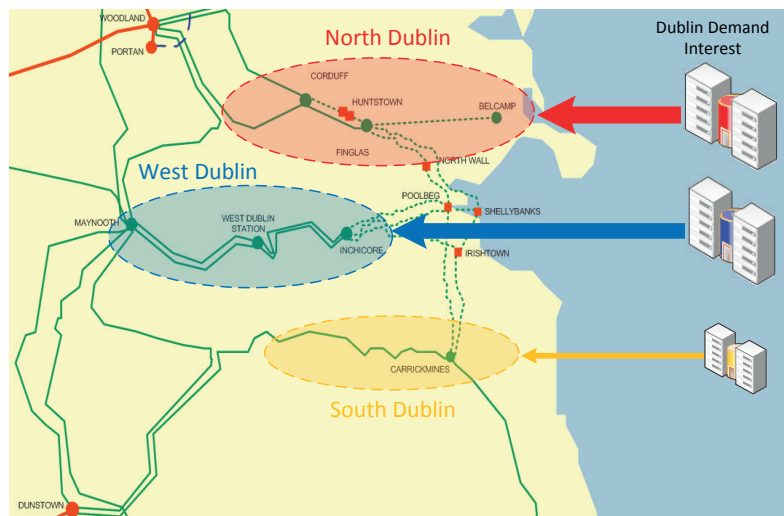 WOODLAND
PORTAN
North Dublin
Dublin Demand
Interest
CORDUFF
HUNTSTOWN
BELCAMP
FINGLAS
NORTH WALL
West Dublin
POOLBEG
SHELLYBANKS
MAYNOOTH
WEST DUBLIN
STATION
INCHICORE
IRISHTOWN
CARRICKMINES
South Dublin
DUNSTOWN